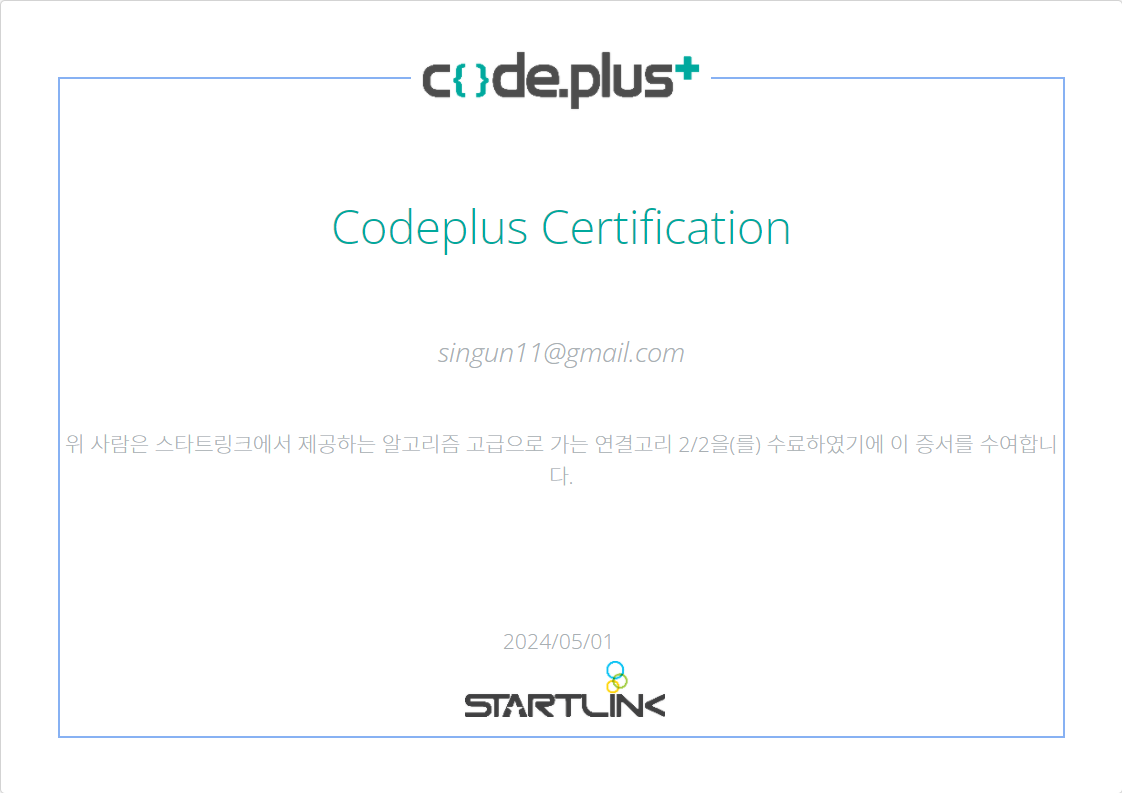 c{ }de.plus+
Codeplus Certification
singun11@gmail.com
위 사람은 스타트링크에서 제공하는 알고리즘 고급으로 가는 연결고리 2/2을(를) 수료하였기에 이 증서를 수여합니
다.
2024/05/01
STARTLINK